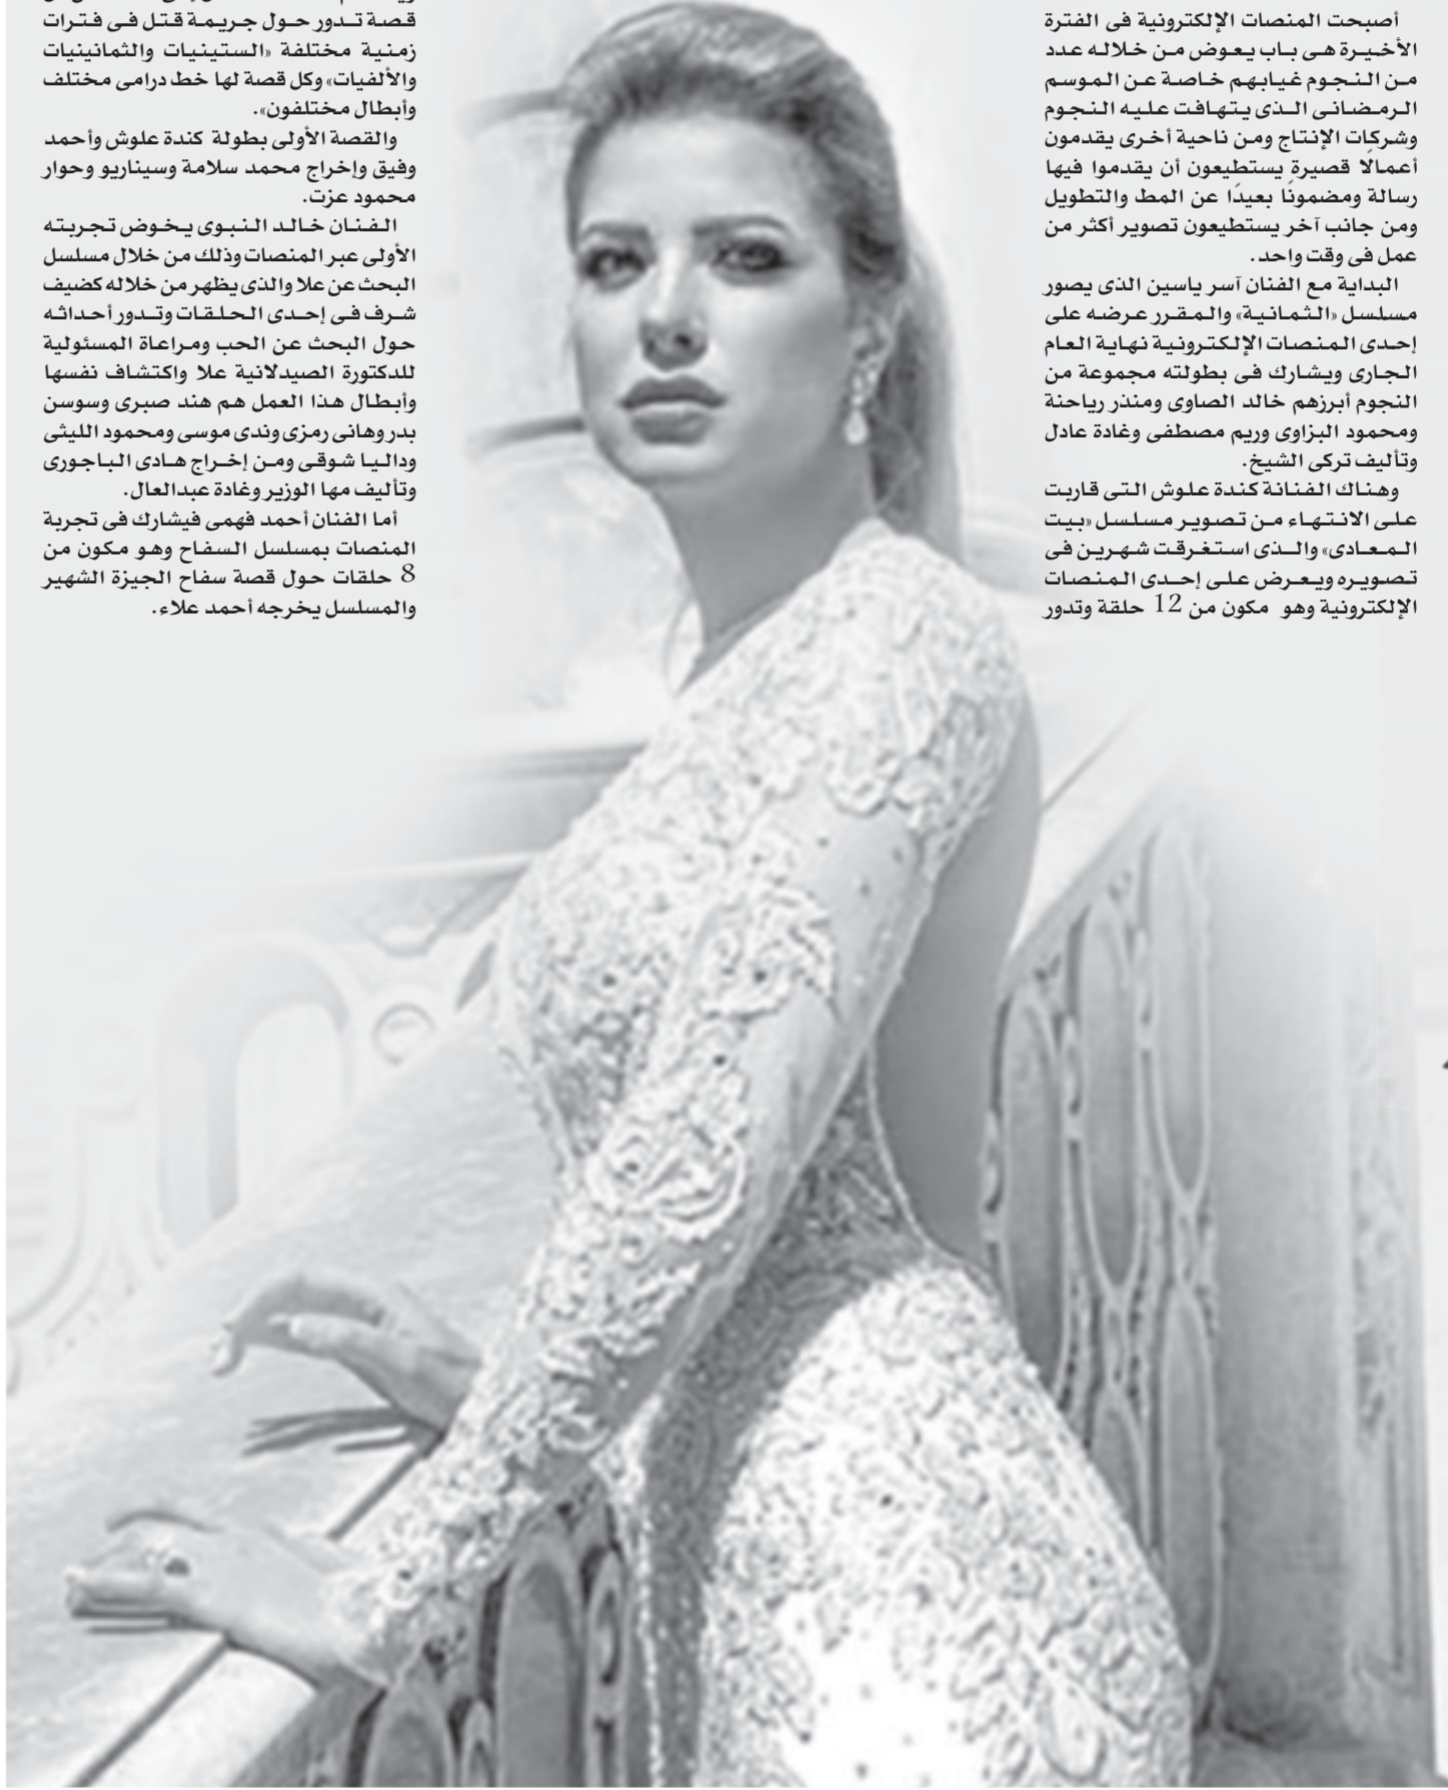 أصبحت المنصات الإلكترونية فى الفترة
الأخيرة هى باب يعوض من خلاله عدد
من النجوم غيابهم خاصة عن الموسم
الرمضانى الذى يتهافت عليه النجوم
وشركات الإنتاج ومن ناحية أخرى يقدمون
أعمالًا قصيرة يستطيعون أن يقدموا فيها
رسالة ومضمونًا بعيدًا عن المط والتطويل
ومن جانب آخر يستطيعون تصوير أكثر من
عمل فى وقت واحد.
البداية مع الفنان آسر ياسين الذى يصور
مسلسل «الثمانية» والمقرر عرضه على
إحدى المنصات الإلكترونية نهاية العام
الجارى ويشارك فى بطولته مجموعة من
النجوم أبرزهم خالد الصاوى ومنذر رياحنة
ومحمود البزاوى وريم مصطفى وغادة عادل
وتأليف تركى الشيخ.
وهناك الفنانة كندة علوش التى قاربت
على الانتهاء من تصوير مسلسل «بيت
المعادى» والذى استغرقت شهرين فى
تصويره ويعرض على إحدى المنصات
الإلكترونية وهو مكون من 12 حلقة وتدور
قصة تدور حول جريمة قتل فى فترات
زمنية مختلفة «الستينيات والثمانينيات
والألفيات» وكل قصة لها خط درامى مختلف
وأبطال مختلفون».
والقصة الأولى بطولة كندة علوش وأحمد
وفيق وإخراج محمد سلامة وسيناريو وحوار
محمود عزت.
الفنان خالد النبوى يخوض تجربته
الأولى عبر المنصات وذلك من خلال مسلسل
البحث عن علا والذى يظهر من خلاله كضيف
شرف فى إحدى الحلقات وتدور أحداثه
حول البحث عن الحب ومراعاة المسئولية
للدكتورة الصيدلانية علا واكتشاف نفسها
وأبطال هذا العمل هم هند صبرى وسوسن
بدر وهانى رمزى وندى موسى ومحمود الليثى
وداليا شوقى ومن إخراج هادى الباجورى
وتأليف مها الوزير وغادة عبدالعال.
أما الفنان أحمد فهمى فيشارك فى تجربة
المنصات بمسلسل السفاح وهو مكون من
8 حلقات حول قصة سفاح الجيزة الشهير
والمسلسل يخرجه أحمد علاء.